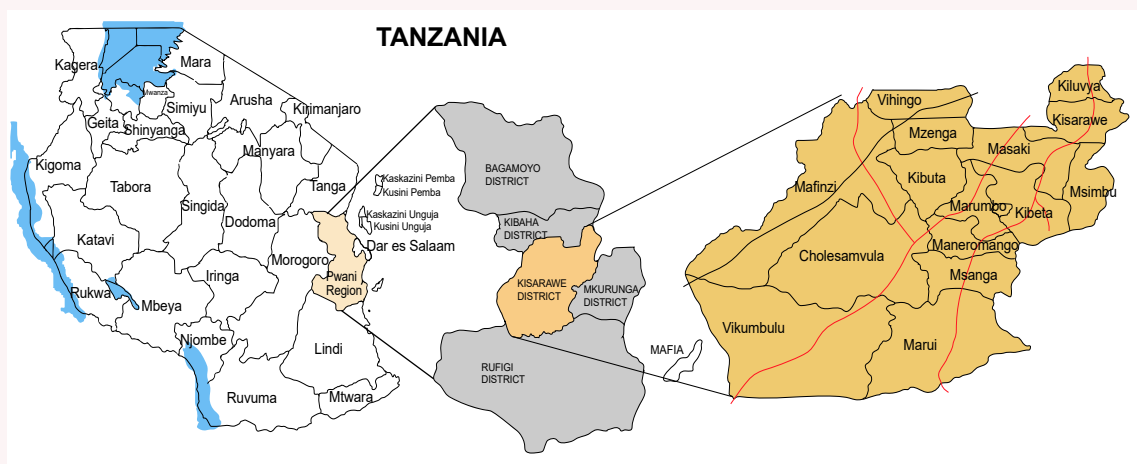 TANZANIA
Kagera
Mara
Mwanza
Simiyu
Arusha
Kirimanjaro
Geita
Shinyanga
Kigoma
Manyara
Tabora
Tanga
Kaskazini Pemba
Kusini Pemba
Singida
Dodoma
Kaskazini Unguja
Kusini Unguja
Katavi
Dar es Salaam
Morogoro
Iringa
Pwani
Region
Rukwa
Mbeya
Njombe
Lindi
Ruvuma
Mtwara
BAGAMOYO
DISTRICT
KIBAHA
DISTRICT
KISARAWE
DISTRICT
MKURUNGA
DISTRICT
MAFIA
RUFIGI
DISTRICT
Kiluvya
Vihingo
Kisarawe
Mzenga
Masaki
Mafinzi
Kibuta
Msimbu
Marumbo
Kibeta
Maneromango
Cholesamvula
Msanga
Vikumbulu
Marui